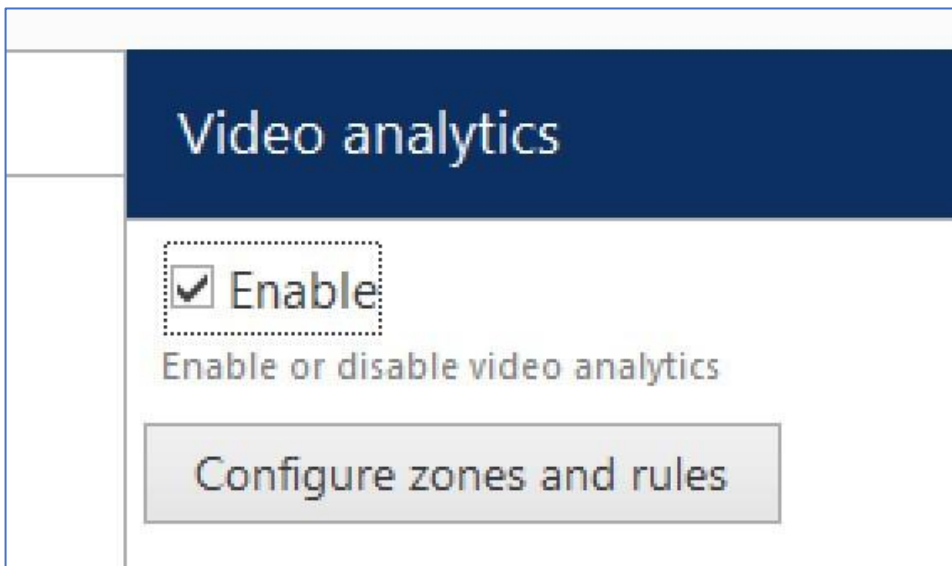 Video analytics
Enable
Enable or disable video analytics
Configure zones and rules